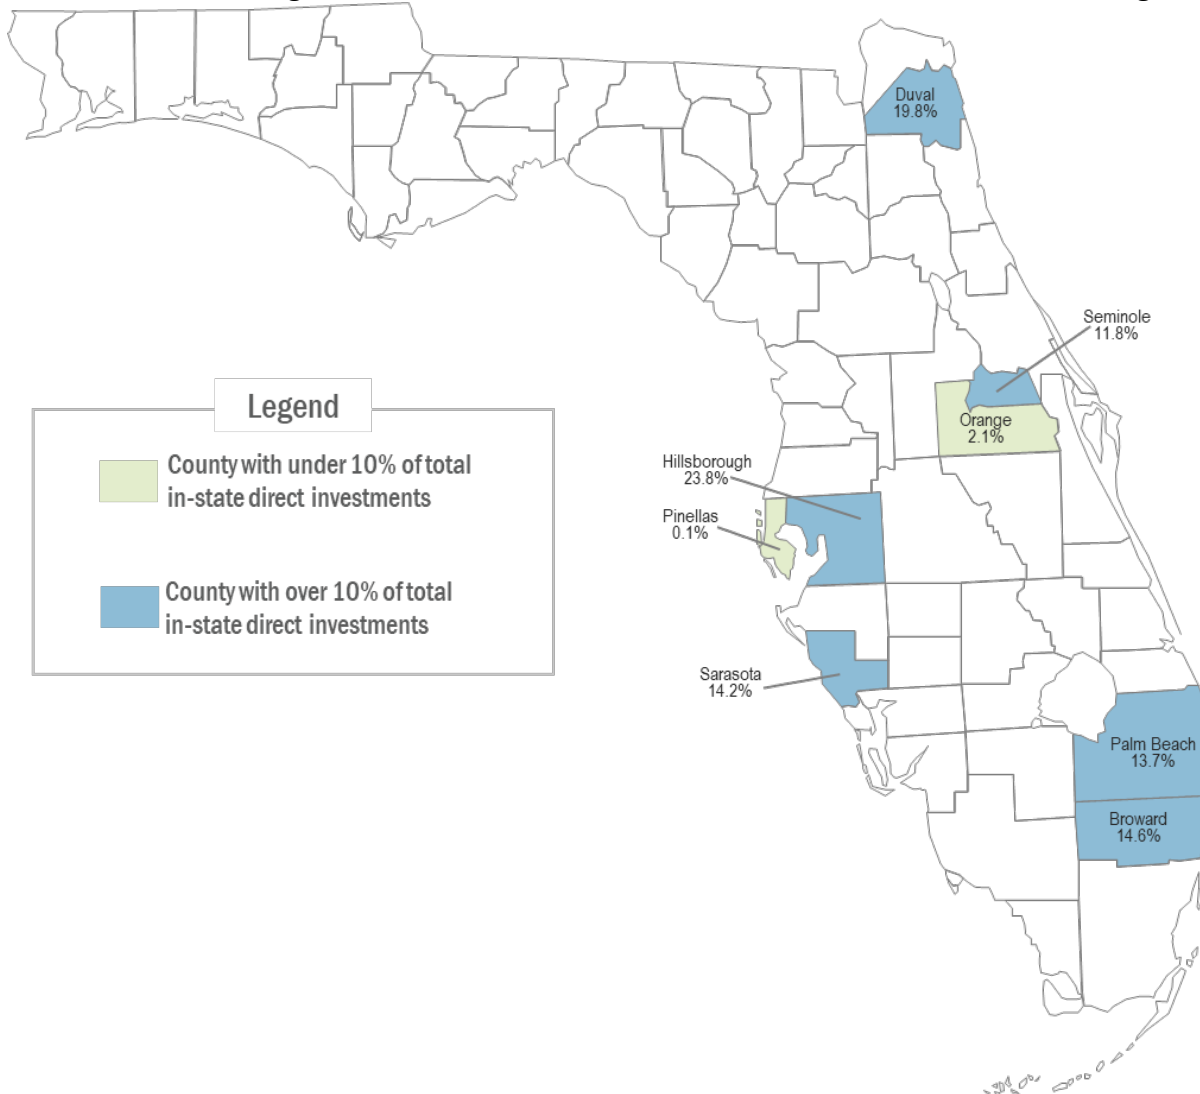 Duval
19.8%
Seminole
11.8%
Legend
Orange
2.1%
County with under 10% of total
in-state direct investments
Hillsborough
23.8%
Pinellas
0.1%
County with over 10% of total
in-state direct investments
Sarasota
14.2%
Palm Beach
13.7%
Broward
14.6%